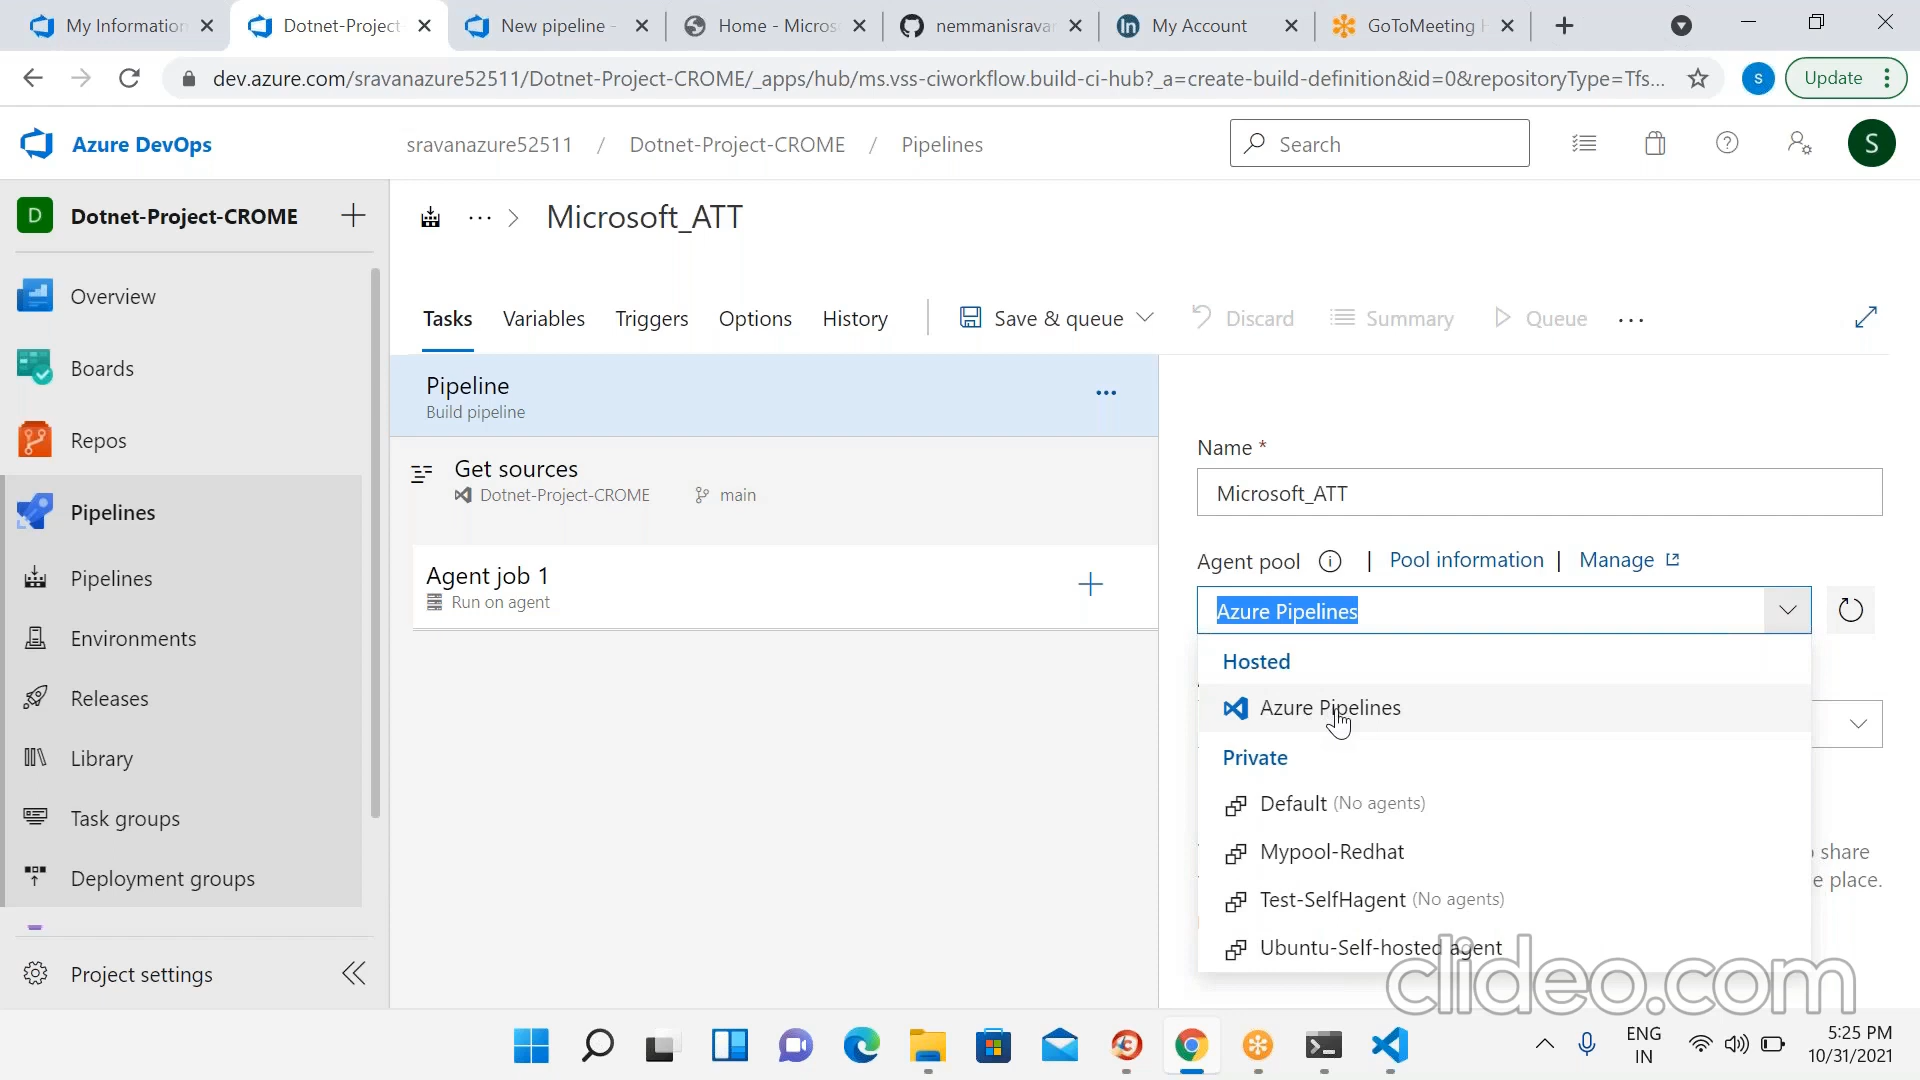 My Information
Dotnet-Project-
New pipeline -
Home - Micros
nemmanisravan
My Account
GoToMeeting
dev.azure.com/sravanazure52511/Dotnet-Project-CROME/_apps/hub/ms.vss-ciworkflow.build-ci-hub?_a=create-build-definition&id=0&repositoryType=Tfs...
S
Update
Azure DevOps
sravanazure52511 / Dotnet-Project-CROME / Pipelines
Search
S
D Dotnet-Project-CROME
Overview
Boards
Repos
Pipelines
Pipelines
Environments
Releases
Library
Task groups
Deployment groups
Project settings
... > Microsoft_ATT
Tasks Variables Triggers Options History Save & queue Discard Summary Queue ...
Pipeline
Build pipeline
Get sources
Dotnet-Project-CROME main
Agent job 1
Run on agent
Name *
Microsoft_ATT
Agent pool | Pool information | Manage
Azure Pipelines
Hosted
Azure Pipelines
Private
Default (No agents)
Mypool-Redhat
Test-SelfHagent (No agents)
Ubuntu-Self-hosted agent
share
e place.
clideo.com
ENG
IN
5:25 PM
10/31/2021